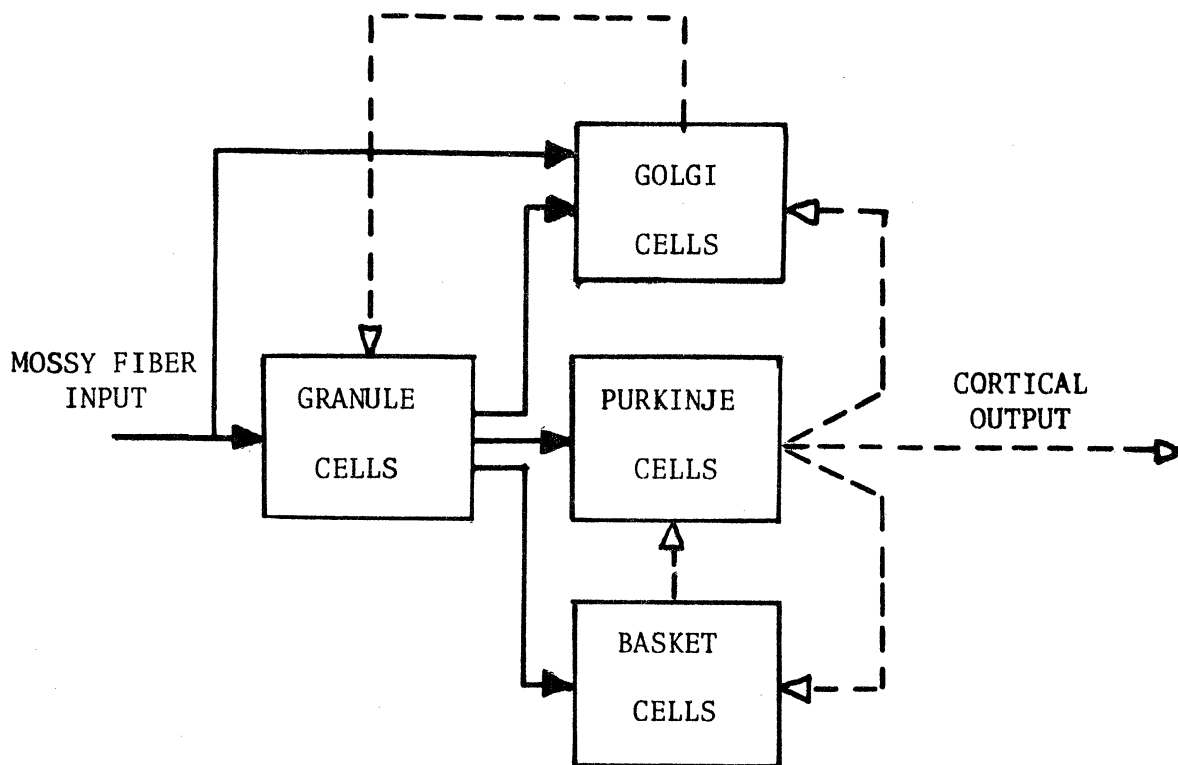 GOLGI
CELLS
MOSSY FIBER
INPUT
GRANULE
CELLS
PURKINJE
CELLS
CORTICAL
OUTPUT
BASKET
CELLS